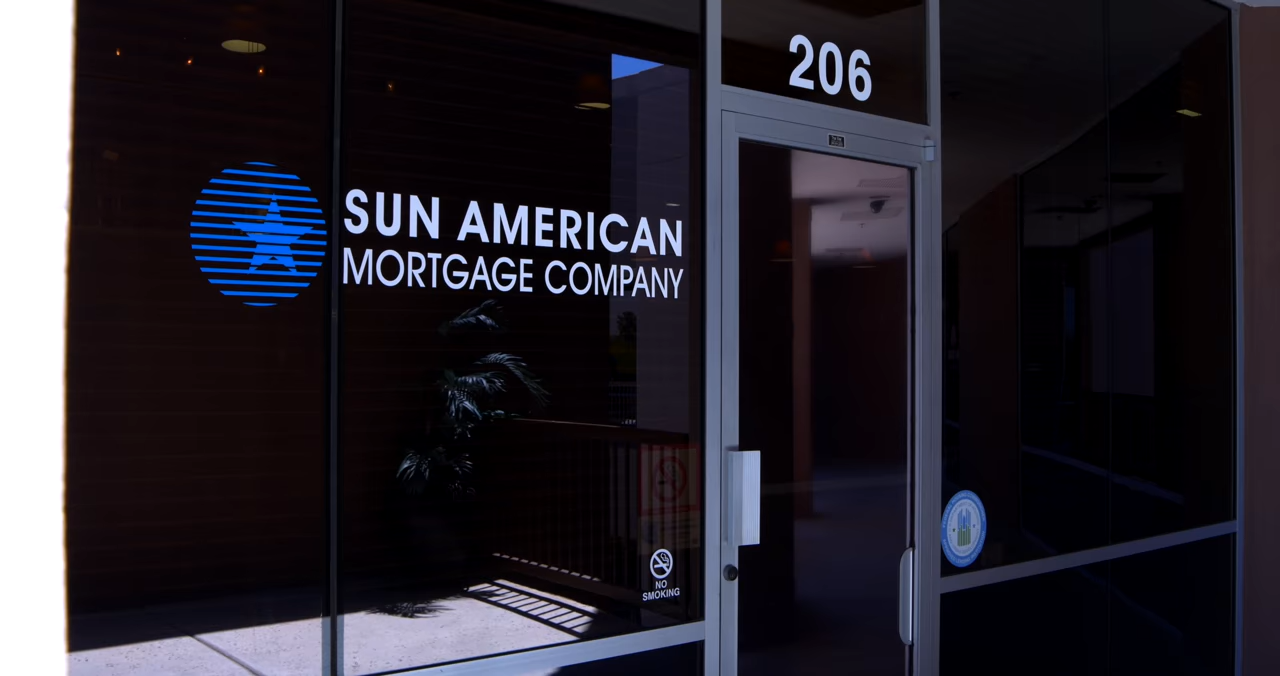 206
SUN AMERICAN
MORTGAGE COMPANY
NO
SMOKING